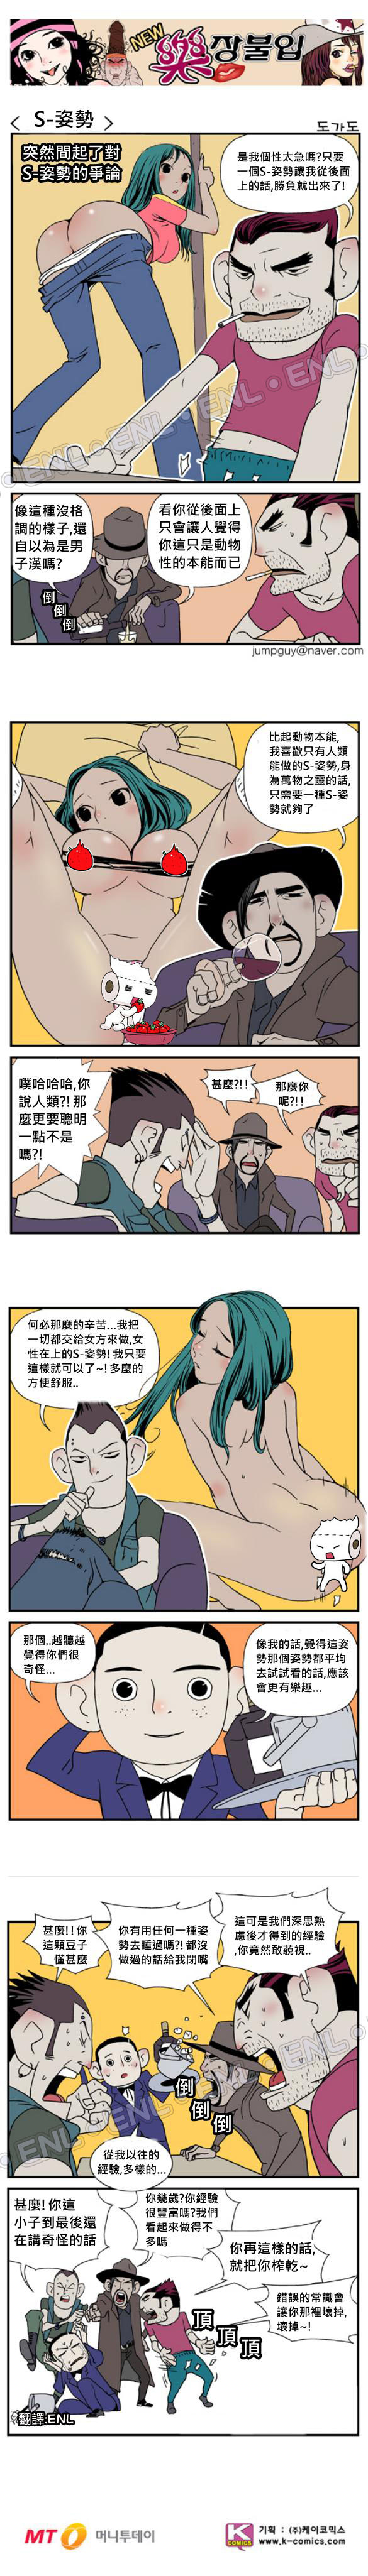 NEW 樂장불입
< S-姿勢 >
도가도
突然間起了對
S-姿勢的爭論
是我個性太急嗎?只要
一個S-姿勢讓我從後面
上的話,勝負就出來了!
ENL • ENL • ENL • ENL
像這種沒格
調的樣子,還
自以為是男
子漢嗎?
看你從後面上
只會讓人覺得
你這只是動物
性的本能而已
倒
倒
倒
jumpguy@naver.com
比起動物本能,
我喜歡只有人類
能做的S-姿勢,身
為萬物之靈的話,
只需要一種S-姿
勢就夠了
噗哈哈哈,你
說人類?! 那
麼更要聰明
一點不是
嗎?!
甚麼?!!
那麼你
呢?!!
何必那麼的辛苦...我把
一切都交給女方來做,女
性在上的S-姿勢! 我只要
這樣就可以了~! 多麼的
方便舒服..
那個..越聽越
覺得你們很
奇怪...
像我的話,覺得這姿
勢那個姿勢都平均
去試試看的話,應該
會更有樂趣...
甚麼!! 你
這顆豆子
懂甚麼
你有用任何一種姿
勢去睡過嗎?! 都沒
做過的話給我閉嘴
這可是我們深思熟
慮後才得到的經驗
,你竟然敢藐視..
倒
倒
倒
ENL • ENL • ENL • ENL
從我以往的
經驗,多樣的...
甚麼! 你這
小子到最後還
在講奇怪的話
你幾歲?你經驗
很豐富嗎?我們
看起來做得不
多嗎
你再這樣的話,
就把你榨乾~
錯誤的常識會
讓你那裡壞掉,
壞掉~!
頂
頂
頂
翻譯:ENL
MT 머니투데이
K COMICS
기획 : (주)케이코믹스
www.k-comics.com